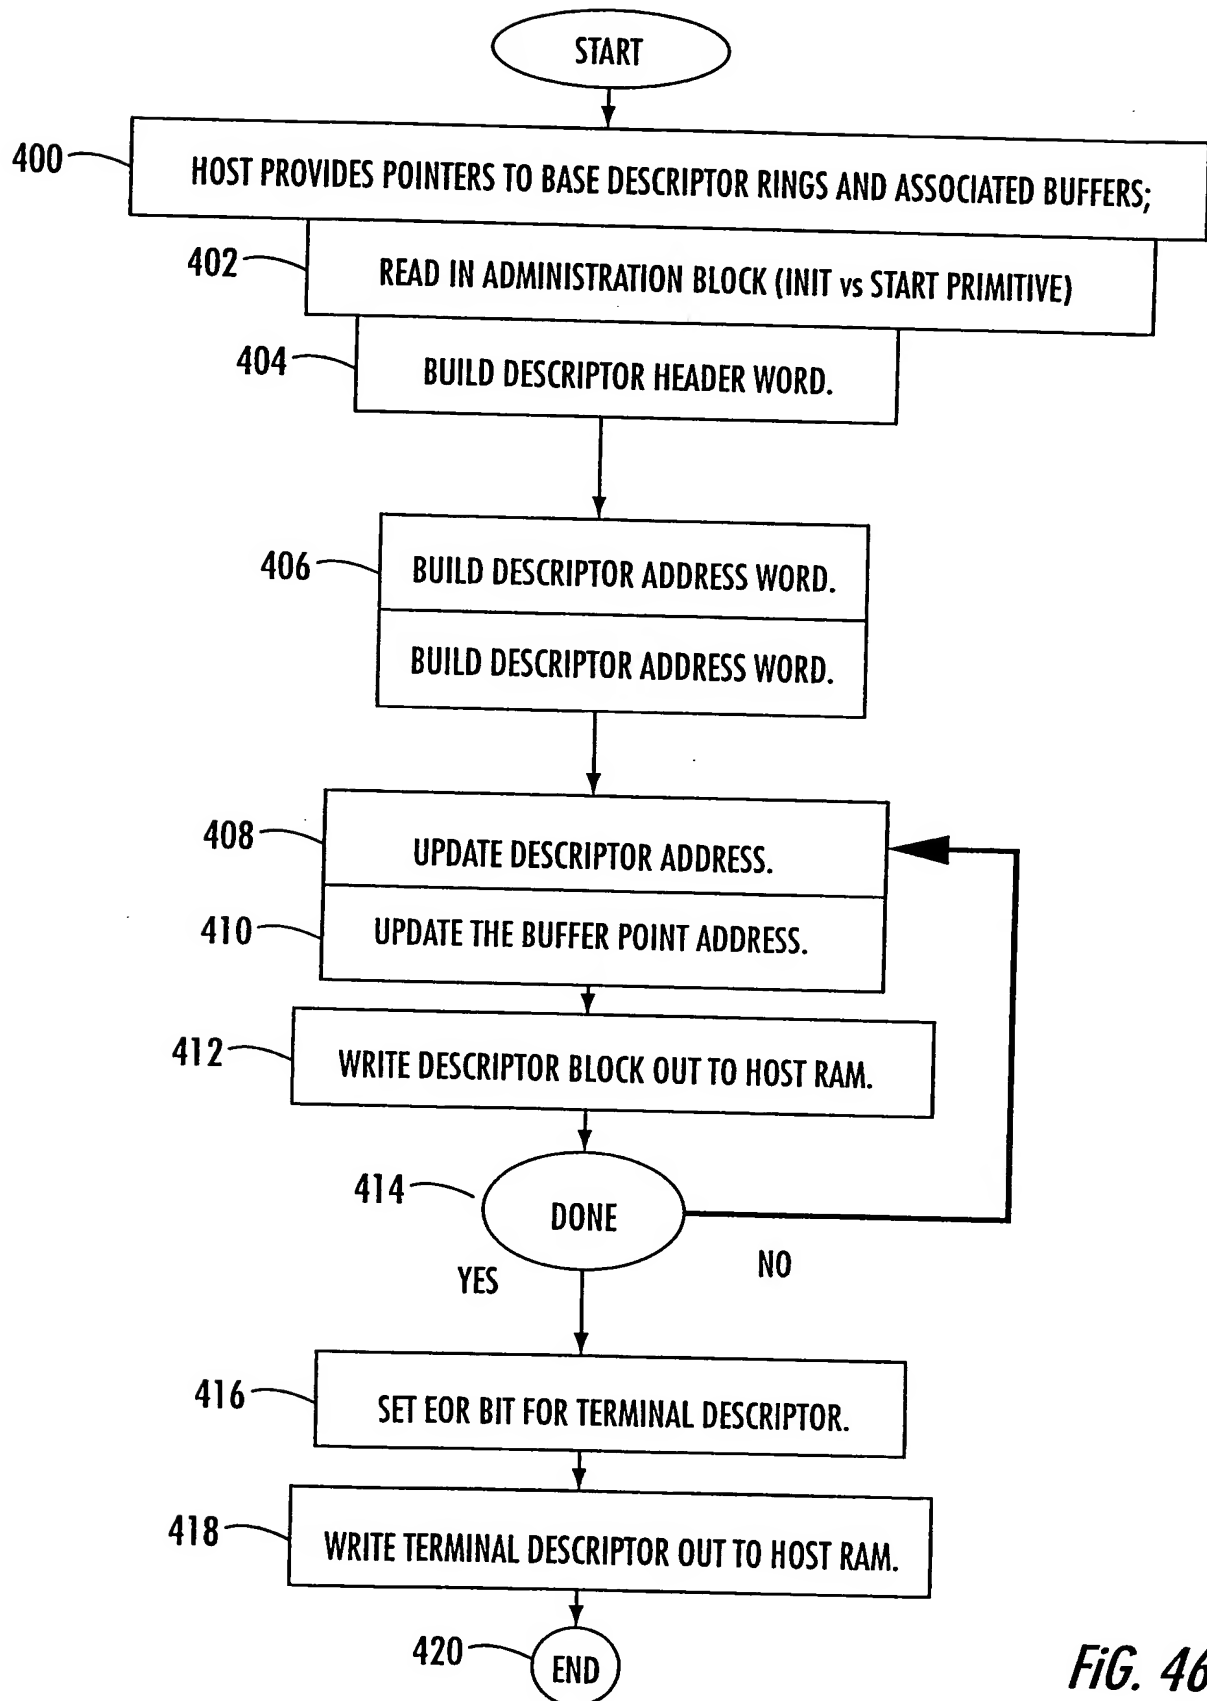 START
400 HOST PROVIDES POINTERS TO BASE DESCRIPTOR RINGS AND ASSOCIATED BUFFERS;
402 READ IN ADMINISTRATION BLOCK (INIT vs START PRIMITIVE)
404 BUILD DESCRIPTOR HEADER WORD.
406 BUILD DESCRIPTOR ADDRESS WORD.
BUILD DESCRIPTOR ADDRESS WORD.
408 UPDATE DESCRIPTOR ADDRESS.
410 UPDATE THE BUFFER POINT ADDRESS.
412 WRITE DESCRIPTOR BLOCK OUT TO HOST RAM.
414 DONE
YES NO
416 SET EOR BIT FOR TERMINAL DESCRIPTOR.
418 WRITE TERMINAL DESCRIPTOR OUT TO HOST RAM.
420 END
FiG. 46